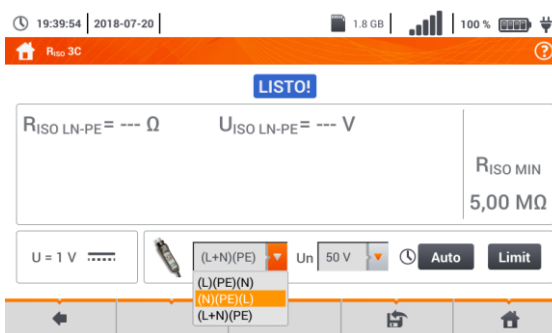 19:39:54 2018-07-20 1.8 GB 100 %
RISO 3C ?
LISTO!
RISO LN-PE= --- Ω UISO LN-PE= --- V
RISO MIN
5,00 MΩ
U = 1 V (L+N)(PE) Un 50 V Auto Limit
(L)(PE)(N)
(N)(PE)(L)
(L+N)(PE)